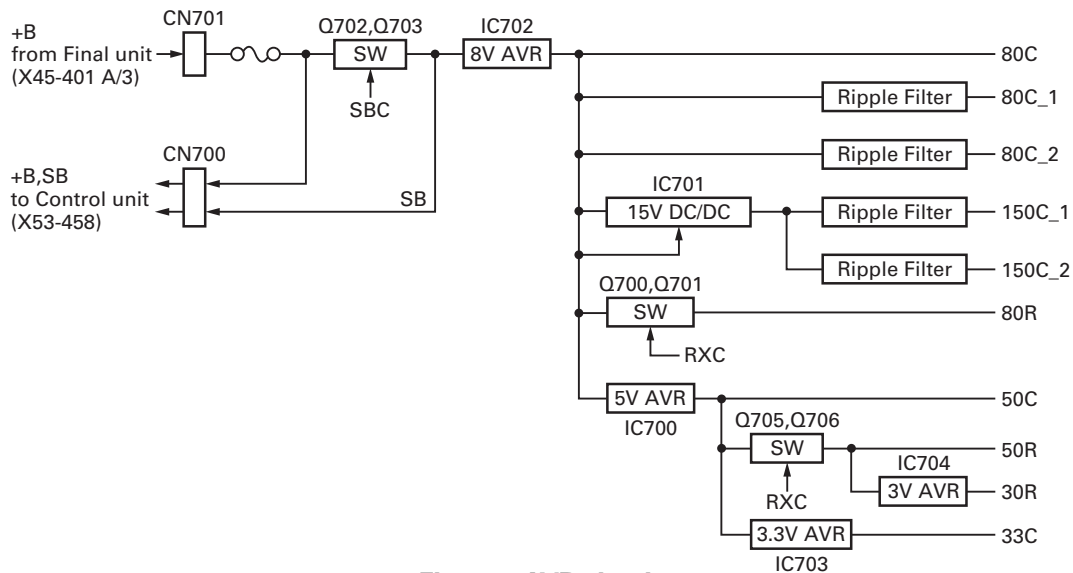 CN701
+B
from Final unit
(X45-401 A/3)
Q702,Q703
SW
SBC
IC702
8V AVR
80C
Ripple Filter
80C_1
Ripple Filter
80C_2
CN700
+B,SB
to Control unit
(X53-458)
SB
IC701
15V DC/DC
Ripple Filter
150C_1
Ripple Filter
150C_2
Q700,Q701
SW
80R
RXC
5V AVR
IC700
50C
Q705,Q706
SW
50R
RXC
IC704
3V AVR
30R
3.3V AVR
33C
IC703